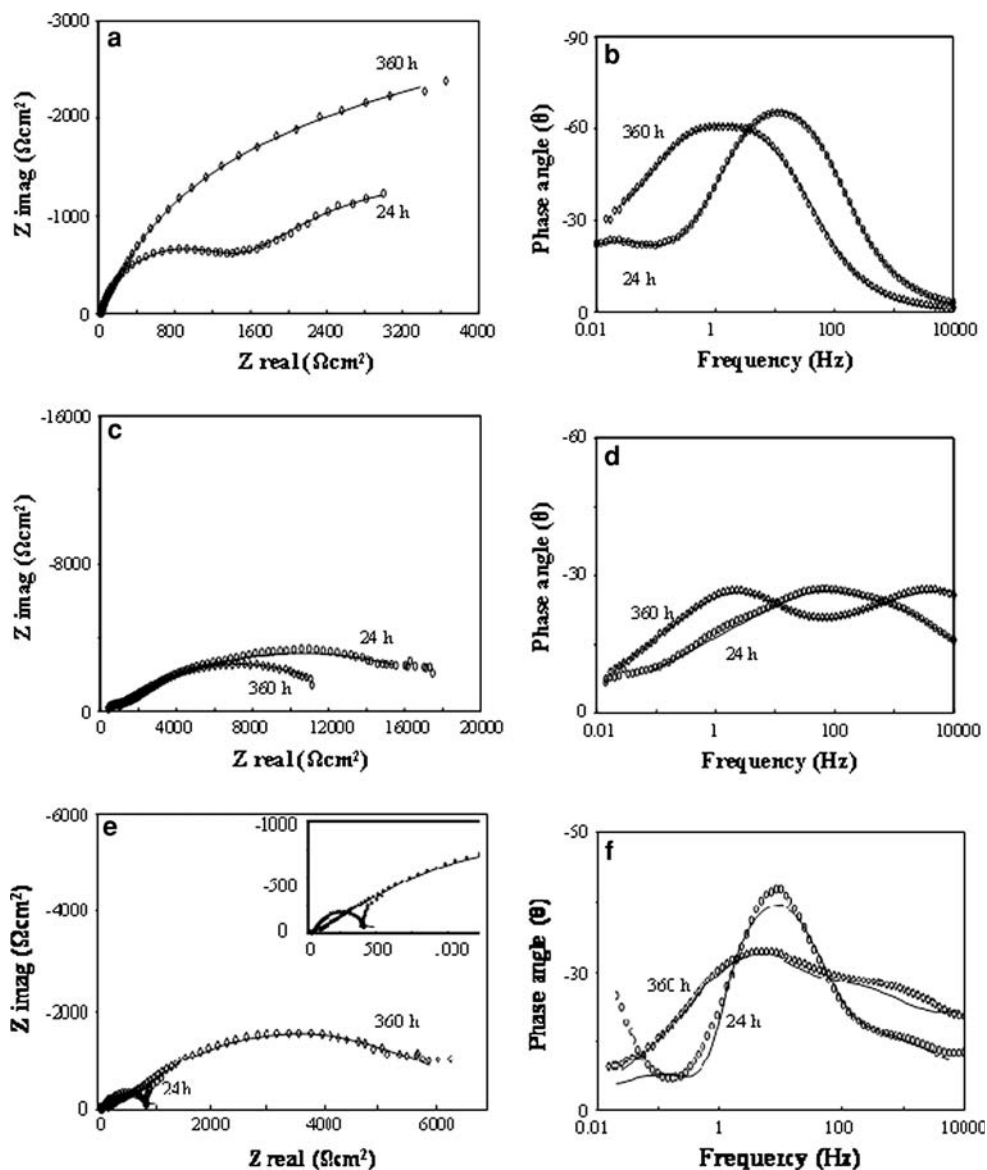 a
-3000
-2000
-1000
0
Z imag (Ωcm²)
360 h
24 h
0 800 1600 2400 3200 4000
Z real (Ωcm²)
b
-90
-60
-30
0
Phase angle (θ)
360 h
24 h
0.01 1 100 10000
Frequency (Hz)
c
-16000
-8000
0
Z imag (Ωcm²)
24 h
360 h
0 4000 8000 12000 16000 20000
Z real (Ωcm²)
d
-60
-30
0
Phase angle (θ)
360 h
24 h
0.01 1 100 10000
Frequency (Hz)
e
-6000
-4000
-2000
0
Z imag (Ωcm²)
-1000
-500
0
0 500 .000
360 h
24h
0 2000 4000 6000
Z real (Ωcm²)
f
-30
0
Phase angle (θ)
360 h
24 h
0.01 1 100 10000
Frequency (Hz)